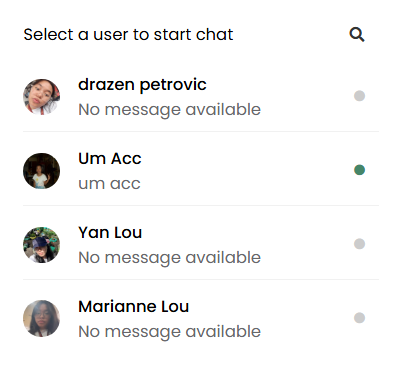 Select a user to start chat
drazen petrovic
No message available
Um Acc
um acc
Yan Lou
No message available
Marianne Lou
No message available